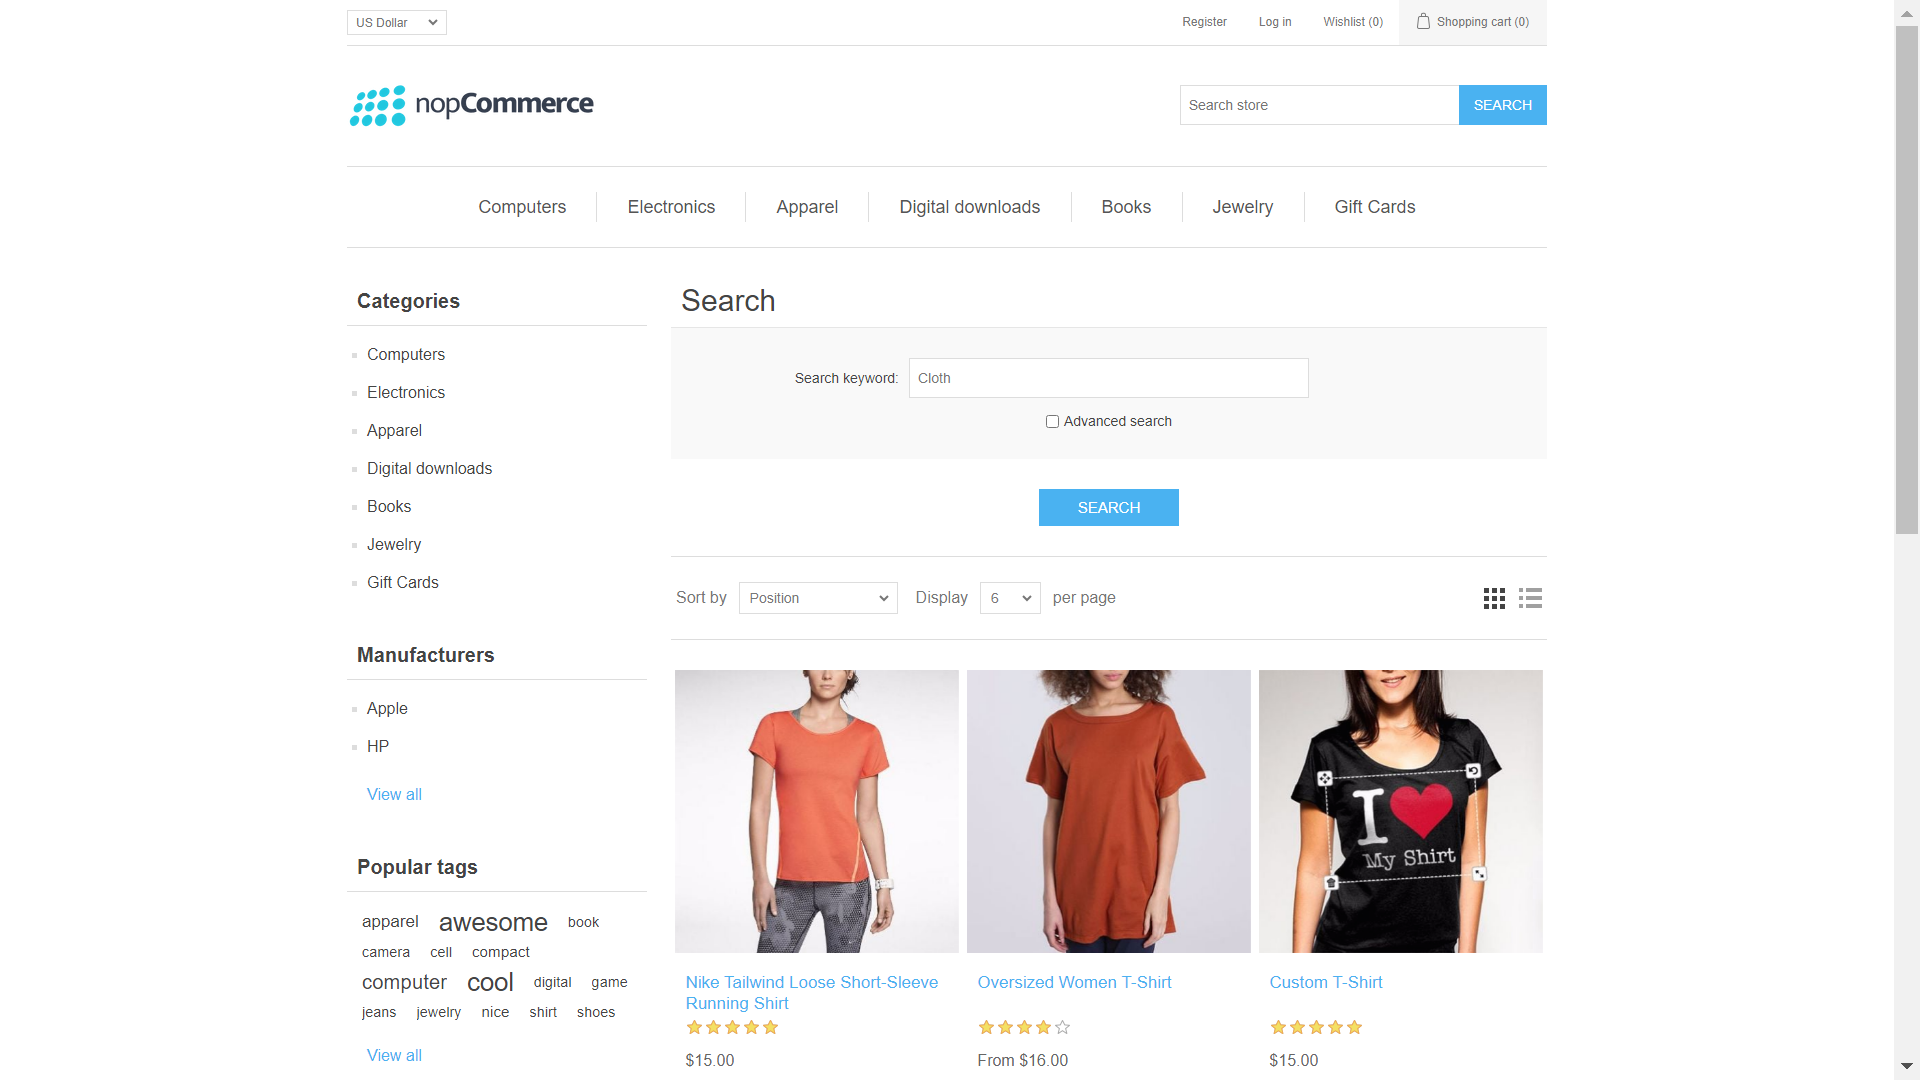 US Dollar
Register
Log in
Wishlist (0)
Shopping cart (0)
nopCommerce
Search store
SEARCH
Computers
Electronics
Apparel
Digital downloads
Books
Jewelry
Gift Cards
Categories
Computers
Electronics
Apparel
Digital downloads
Books
Jewelry
Gift Cards
Manufacturers
Apple
HP
View all
Popular tags
apparel awesome book
camera cell compact
computer cool digital game
jeans jewelry nice shirt shoes
View all
Search
Search keyword: Cloth
Advanced search
SEARCH
Sort by Position Display 6 per page
I
My Shirt
Nike Tailwind Loose Short-Sleeve
Running Shirt
$15.00
Oversized Women T-Shirt
From $16.00
Custom T-Shirt
$15.00